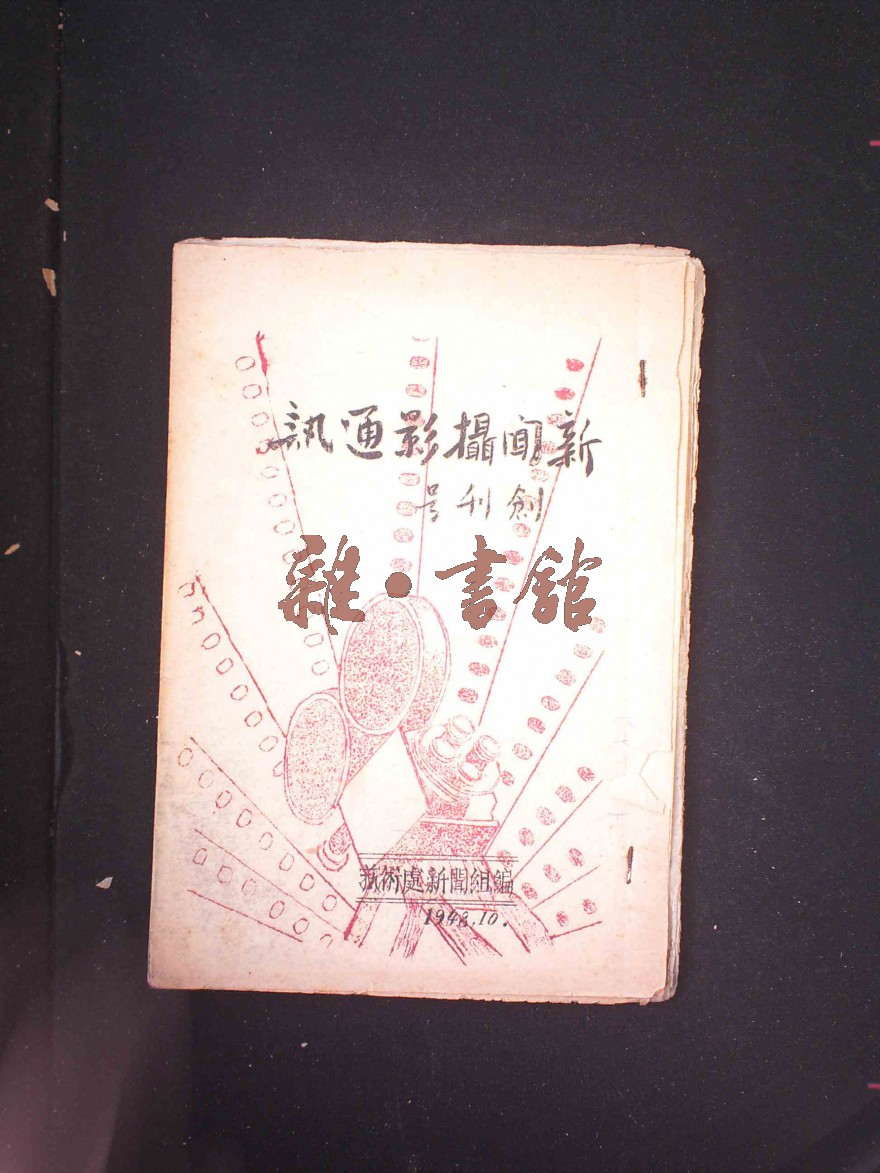 新闻攝影通訊
創刊号
雜·書館
藝術處新聞組編
1948.10.